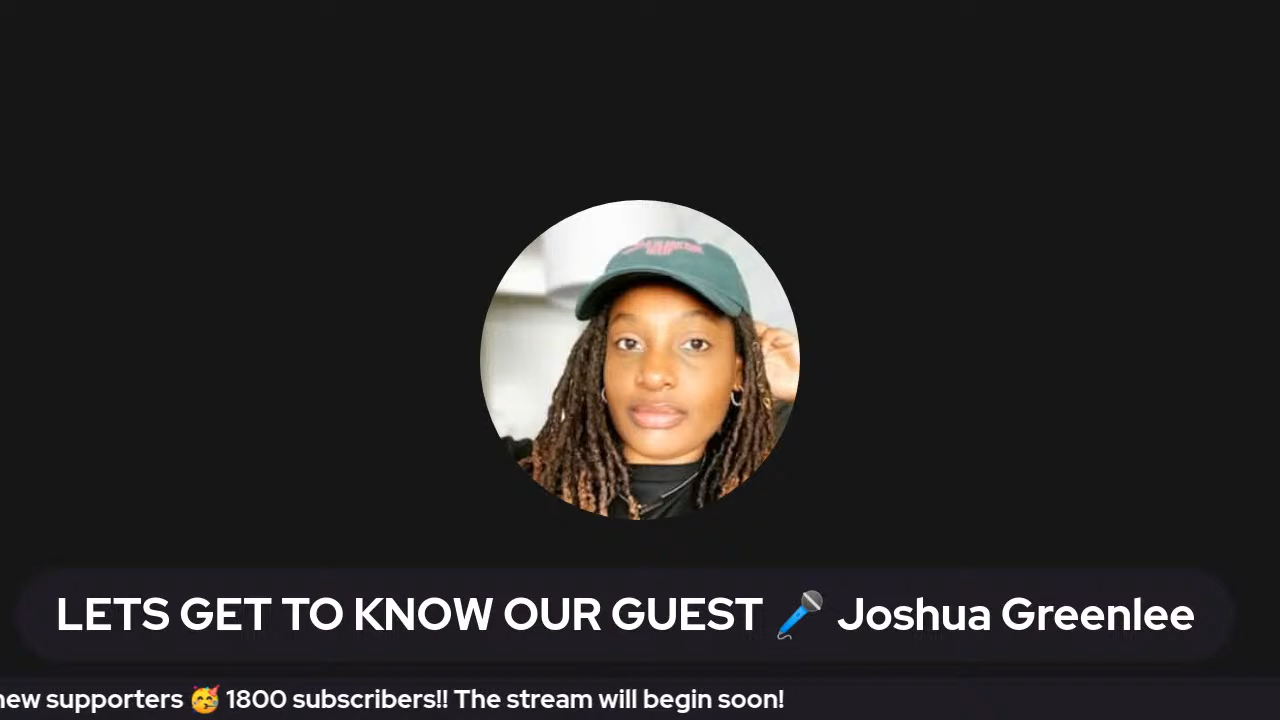 LETS GET TO KNOW OUR GUEST 🎤 Joshua Greenlee
new supporters 🥳 1800 subscribers!! The stream will begin soon!